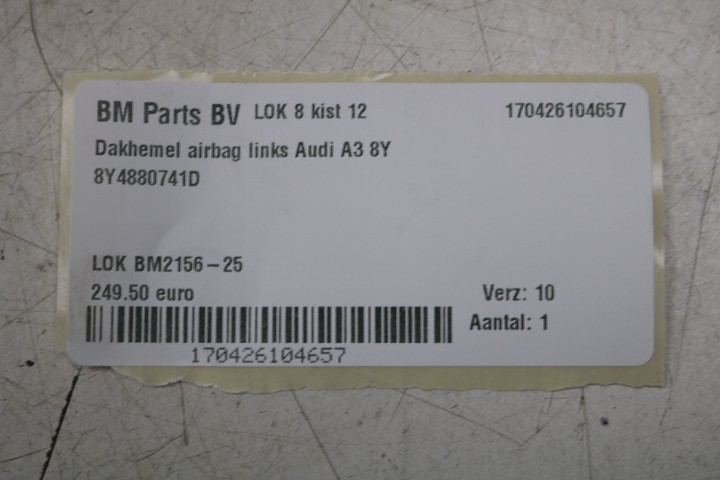 BM Parts BV LOK 8 kist 12 170426104657
Dakhemel airbag links Audi A3 8Y
8Y4880741D
LOK BM2156-25
249.50 euro Verz: 10
Aantal: 1
170426104657